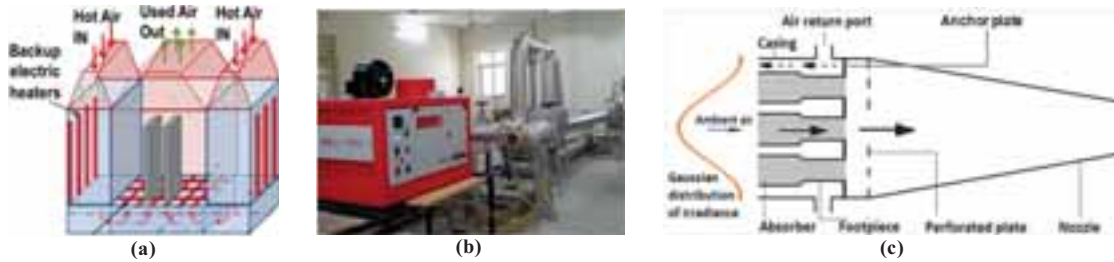 Hot Air
IN
Used Air
Out
Hot Air
IN
Backup
electric
heaters
(a)
(b)
Air return port
Anchor plate
Casing
Ambient air
Gaussian
distribution
of irradiance
Absorber
Footpiece
Perforated plate
Nozzle
(c)